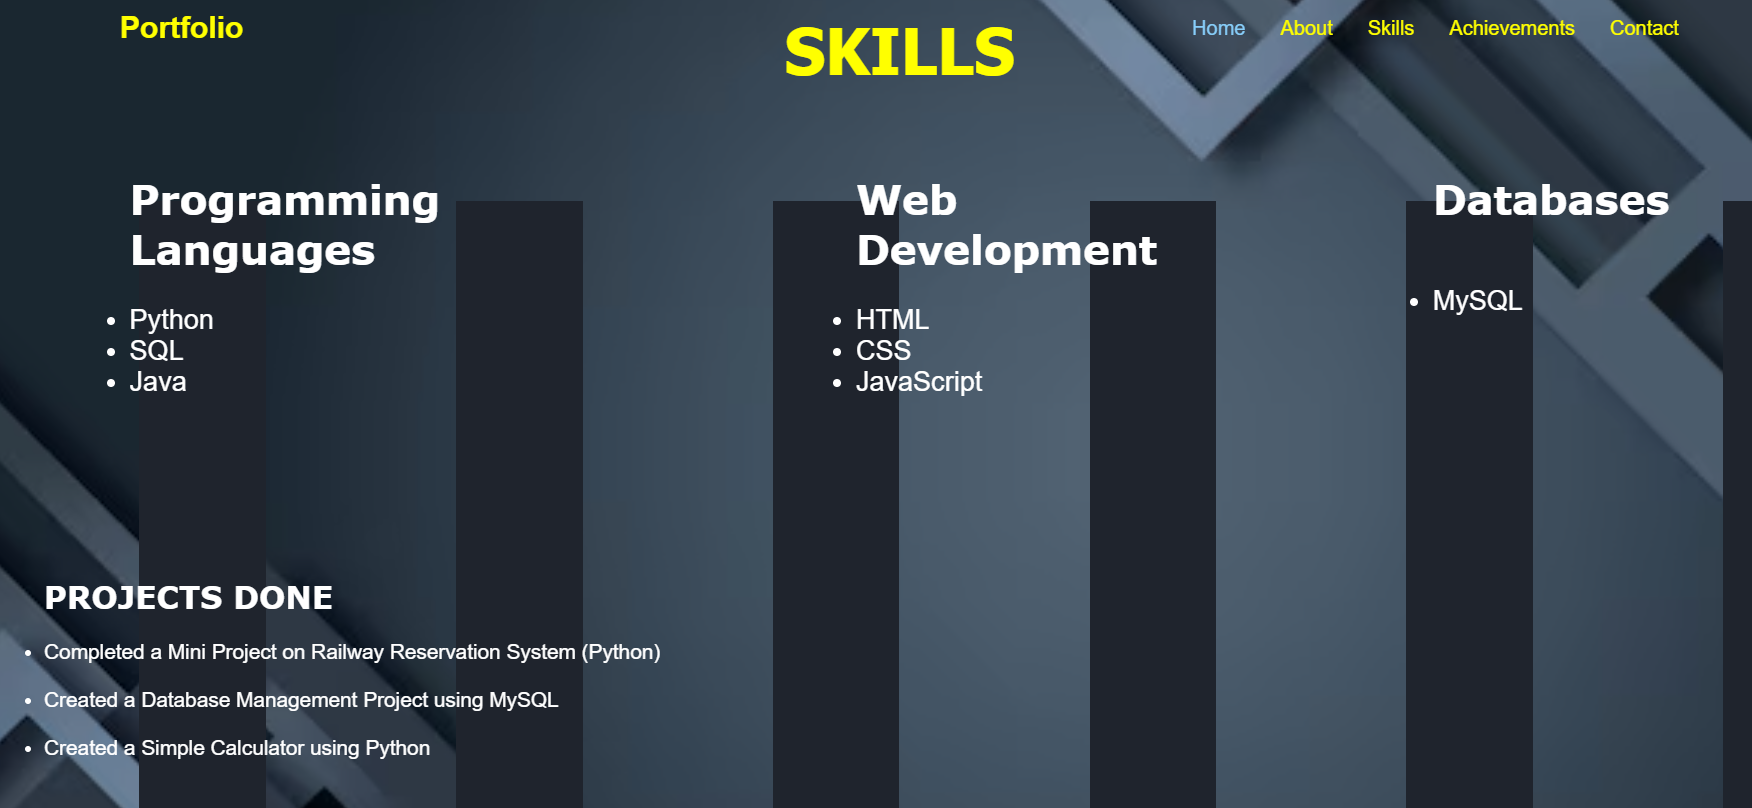 Portfolio
Home About Skills Achievements Contact
SKILLS
Programming
Languages
• Python
• SQL
• Java
Web
Development
• HTML
• CSS
• JavaScript
Databases
• MySQL
PROJECTS DONE
• Completed a Mini Project on Railway Reservation System (Python)
• Created a Database Management Project using MySQL
• Created a Simple Calculator using Python